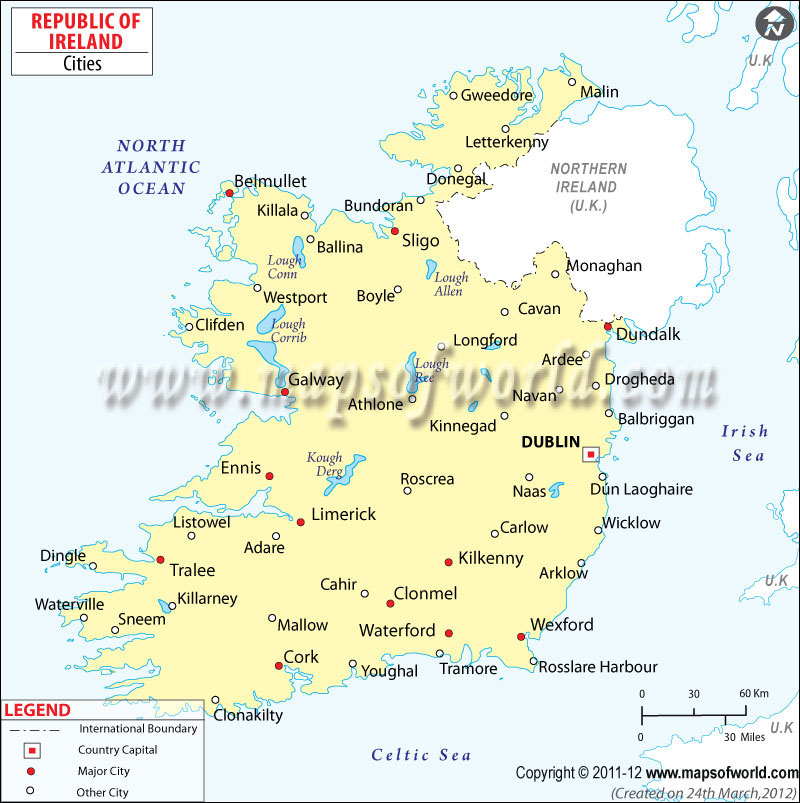 REPUBLIC OF
IRELAND
Cities
N
U.K
Gweedore
Malin
Letterkenny
NORTH
ATLANTIC
OCEAN
NORTHERN
IRELAND
(U.K.)
Donegal
Belmullet
Bundoran
Killala
Sligo
Ballina
Lough
Conn
Monaghan
Lough
Allen
Westport
Boyle
Cavan
Clifden
Lough
Corrib
Dundalk
Longford
Ardee
Lough
Ree
www.mapsofworld.com
Galway
Drogheda
Athlone
Navan
Kinnegad
Balbriggan
DUBLIN
Irish
Sea
Kough
Derg
Ennis
Roscrea
Naas
Dún Laoghaire
Limerick
Listowel
Carlow
Wicklow
Adare
Dingle
Tralee
Kilkenny
Arklow
U.K
Cahir
Clonmel
Killarney
Waterville
Sneem
Mallow
Waterford
Wexford
Cork
Youghal
Tramore
Rosslare Harbour
Clonakilty
0 30 60 Km
0 30 Miles
U.K
LEGEND
International Boundary
Country Capital
Major City
Other City
Celtic Sea
Copyright © 2011-12 www.mapsofworld.com
(Created on 24th March,2012)